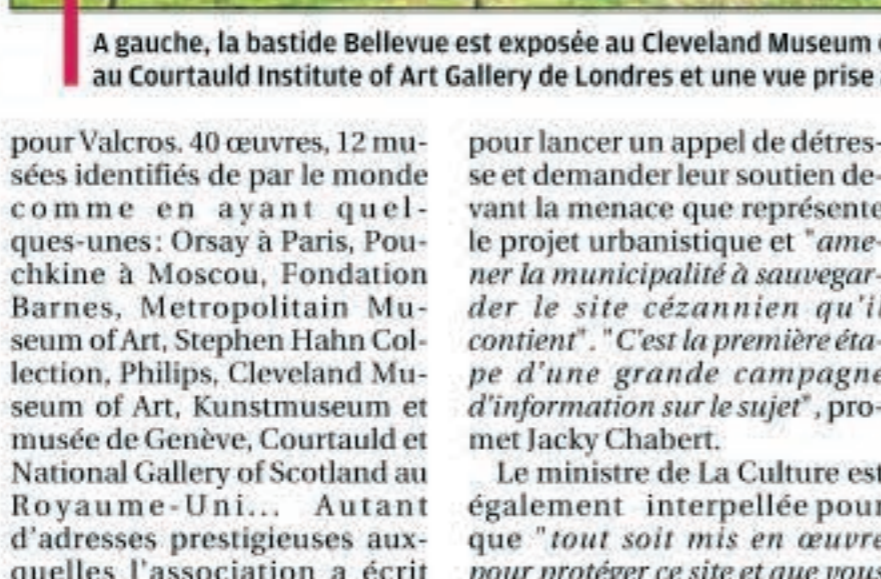 A gauche, la bastide Bellevue est exposée au Cleveland Museum
au Courtauld Institute of Art Gallery de Londres et une vue prise
pour Valcros. 40 œuvres, 12 mu-
sées identifiés de par le monde
comme en ayant quel-
ques-unes: Orsay à Paris, Pou-
chkine à Moscou, Fondation
Barnes, Metropolitain Mu-
seum of Art, Stephen Hahn Col-
lection, Philips, Cleveland Mu-
seum of Art, Kunstmuseum et
musée de Genève, Courtauld et
National Gallery of Scotland au
Royaume-Uni... Autant
d'adresses prestigieuses aux-
quelles l'association a écrit
pour lancer un appel de détres-
se et demander leur soutien de-
vant la menace que représente
le projet urbanistique et "ame-
ner la municipalité à sauvegar-
der le site cézannien qu'il
contient". "C'est la première éta-
pe d'une grande campagne
d'information sur le sujet", pro-
met Jacky Chabert.
Le ministre de La Culture est
également interpellée pour
que "tout soit mis en œuvre
pour protéger ce site et que vous